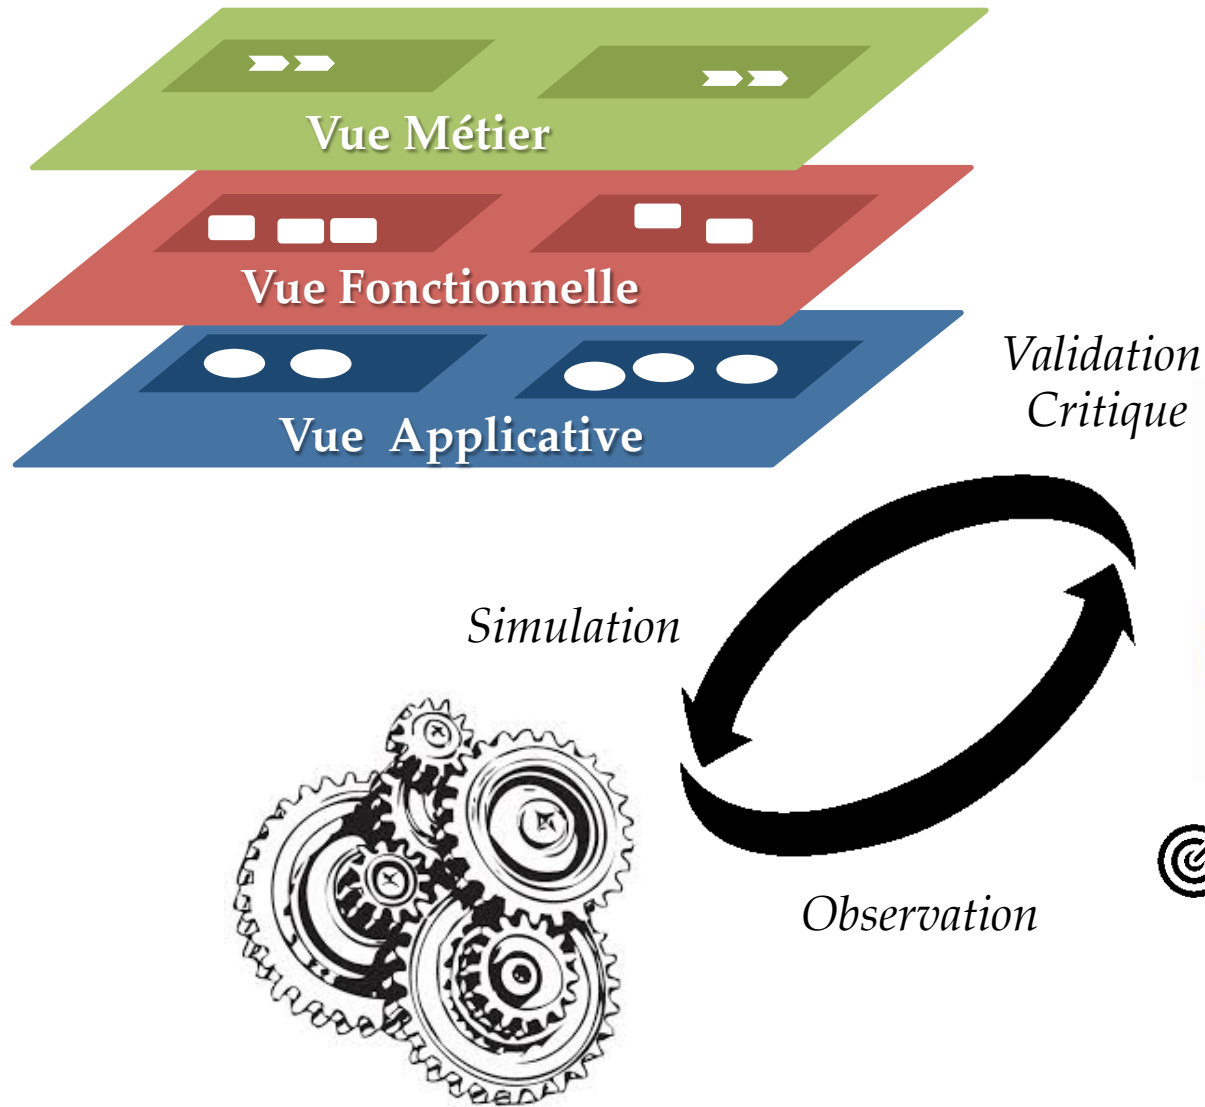 Vue Métier
Vue Fonctionnelle
Vue Applicative
Validation
Critique
Simulation
Observation